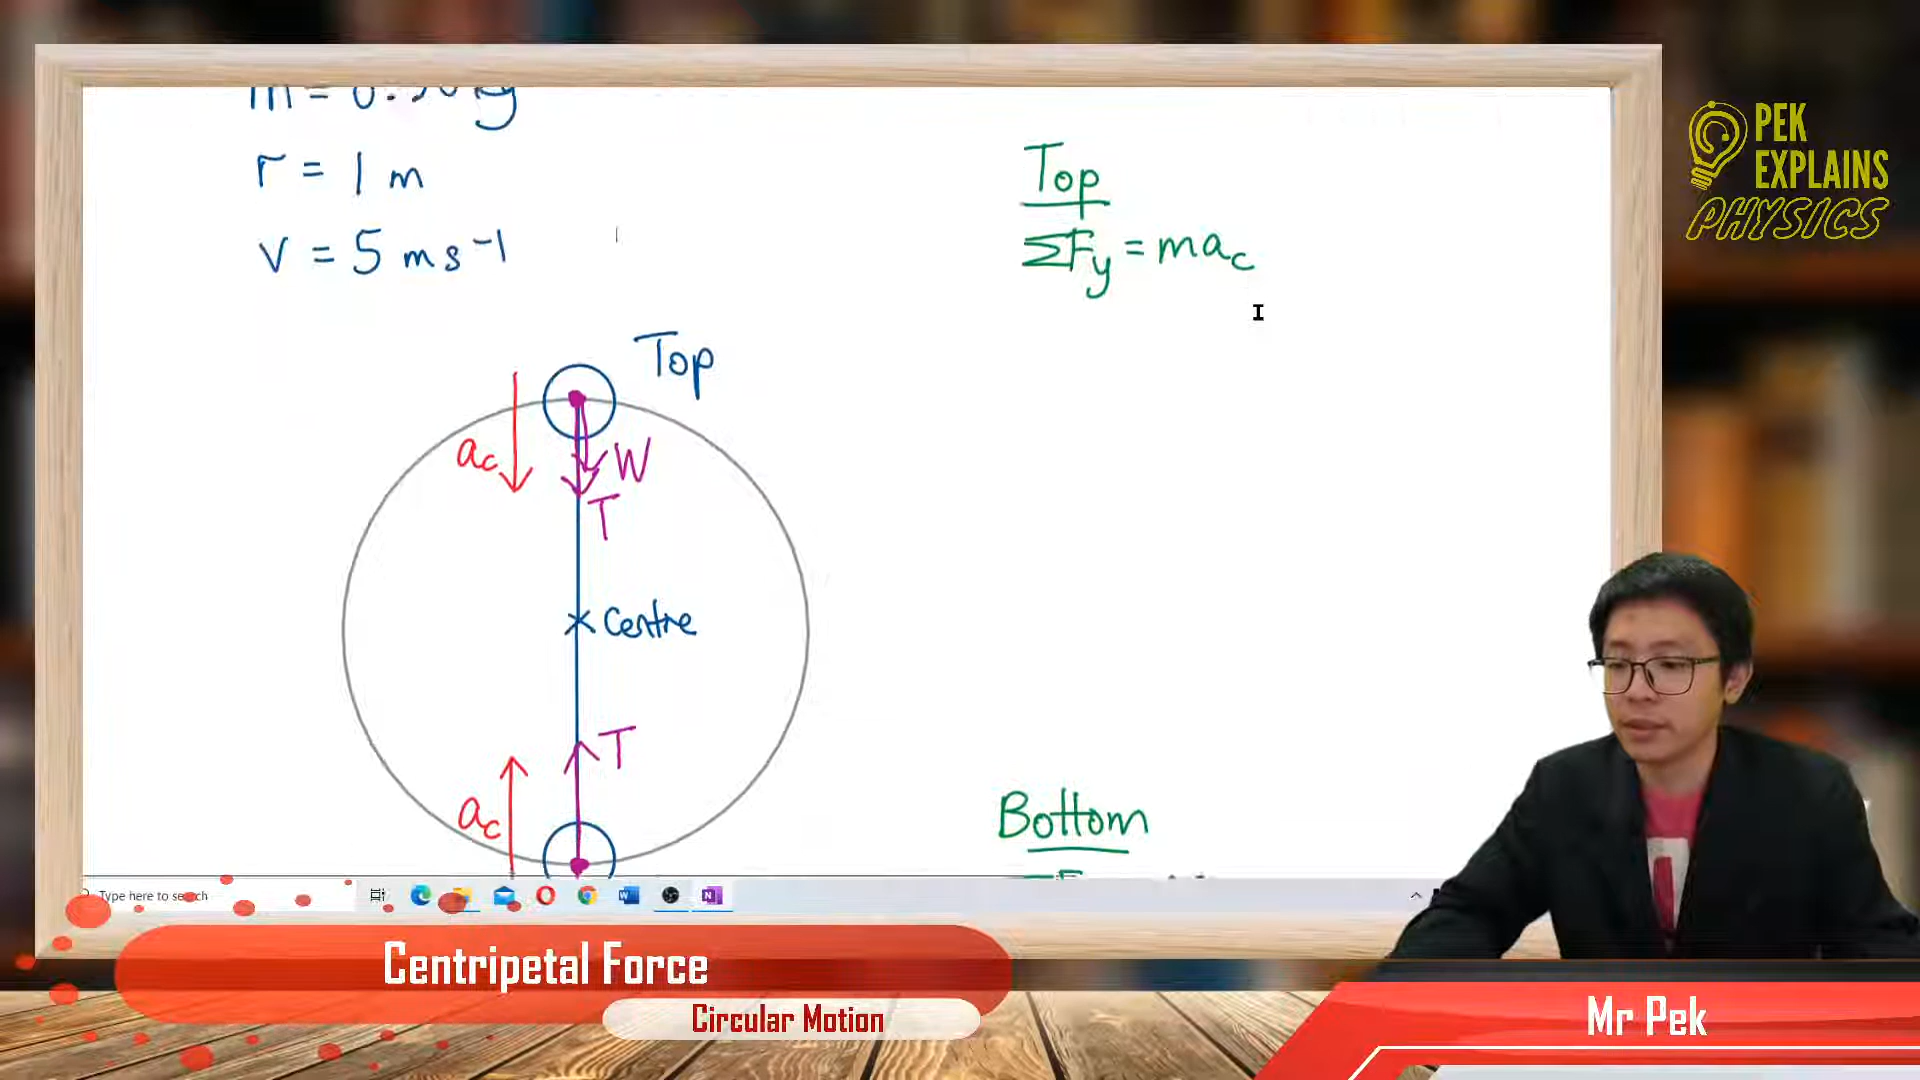 r = 1 m
v = 5 ms⁻¹
Top
ΣFy = mac
Top
ac
W
T
Centre
T
ac
Bottom
Type here to search
PEK
EXPLAINS
PHYSICS
Centripetal Force
Circular Motion
Mr Pek